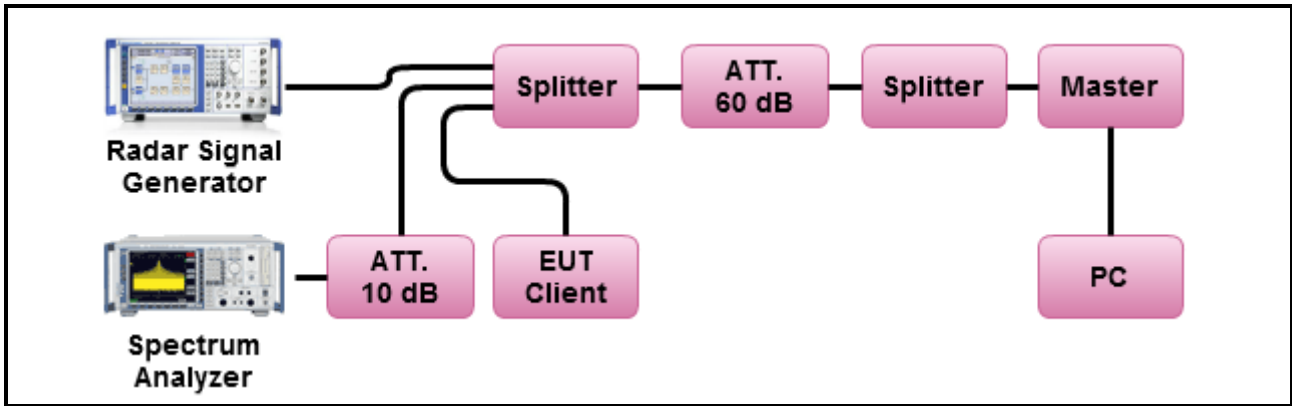 Radar Signal
Generator
Splitter
ATT.
60 dB
Splitter
Master
Spectrum
Analyzer
ATT.
10 dB
EUT
Client
PC